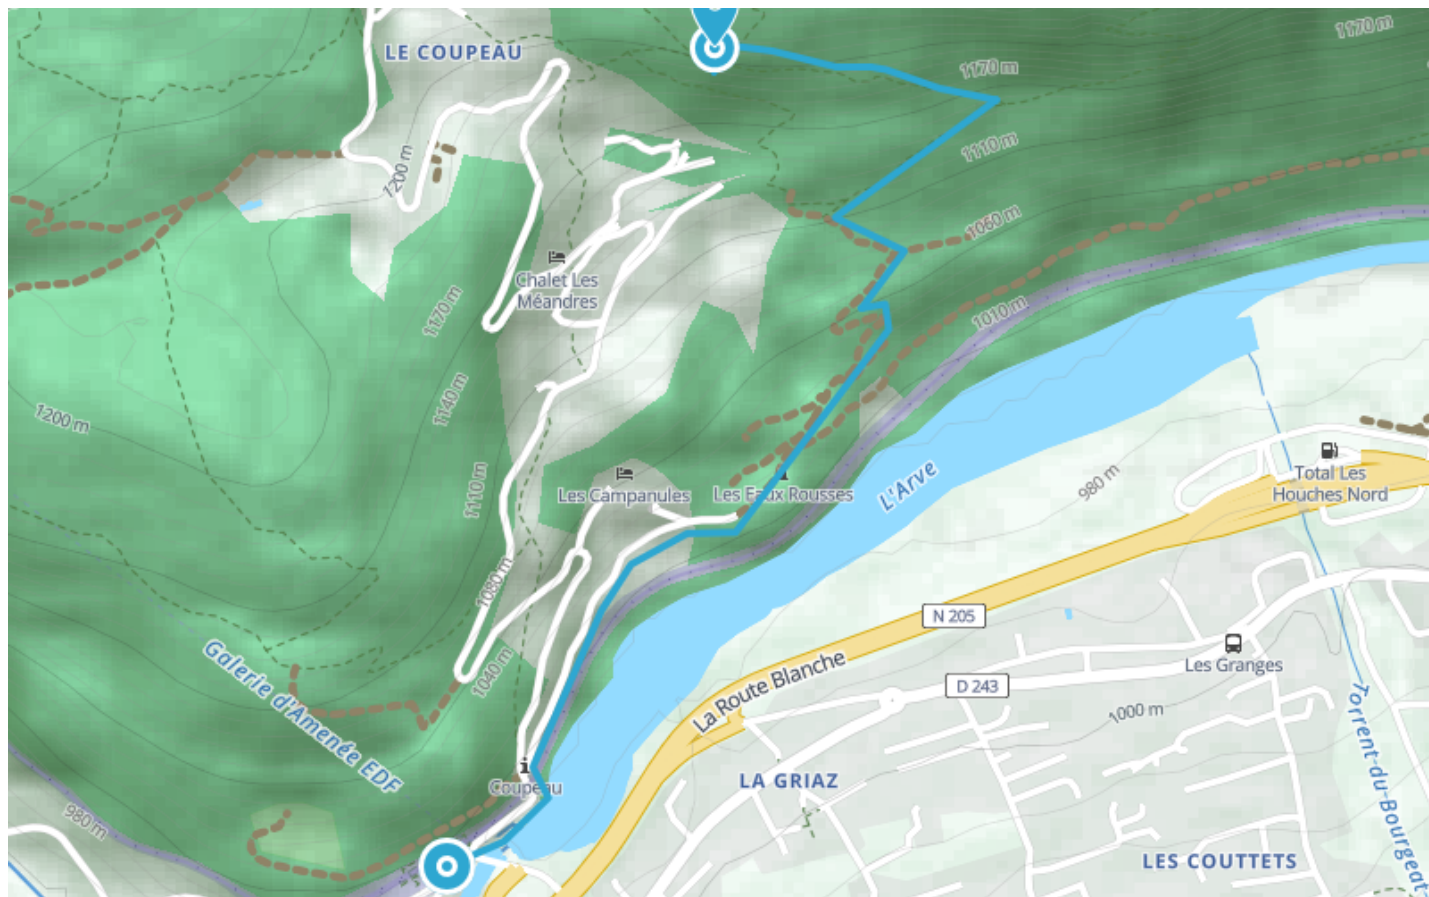 1170 m
LE COUPEAU
1170 m
1110 m
1200 m
1060 m
Chalet Les
Méandres
1170 m
1010 m
1140 m
1200 m
L'Arve
Total Les
Houches Nord
980 m
1110 m
Les Campanules
Les Eaux Rousses
1080 m
N 205
Galerie d'Amenée EDF
1040 m
La Route Blanche
Les Granges
D 243
1000 m
Torrent-du-Bourgeat
Coupeau
LA GRIAZ
980 m
LES COUTTETS